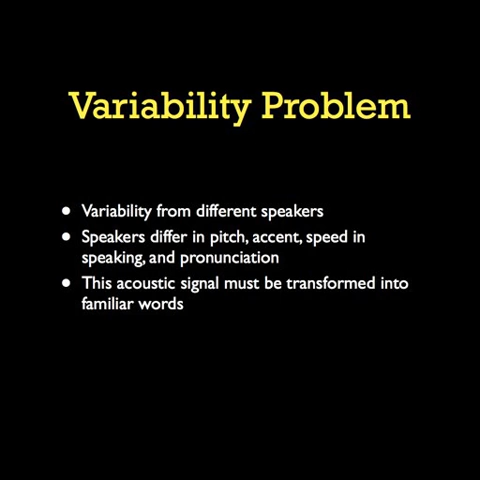 Variability Problem
• Variability from different speakers
• Speakers differ in pitch, accent, speed in
speaking, and pronunciation
• This acoustic signal must be transformed into
familiar words